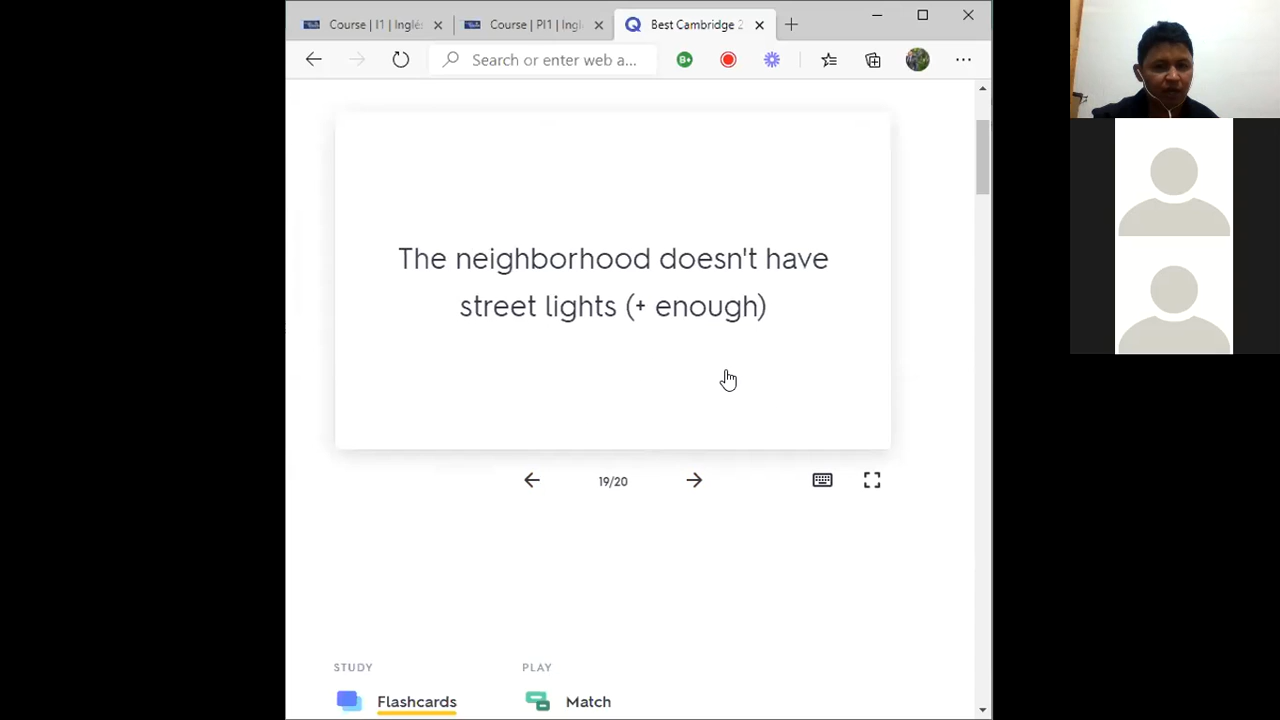 Course | I1 | Inglé
Course | PI1 | Ingl
Best Cambridge 2
Search or enter web a...
The neighborhood doesn't have
street lights (+ enough)
19/20
STUDY
PLAY
Flashcards
Match